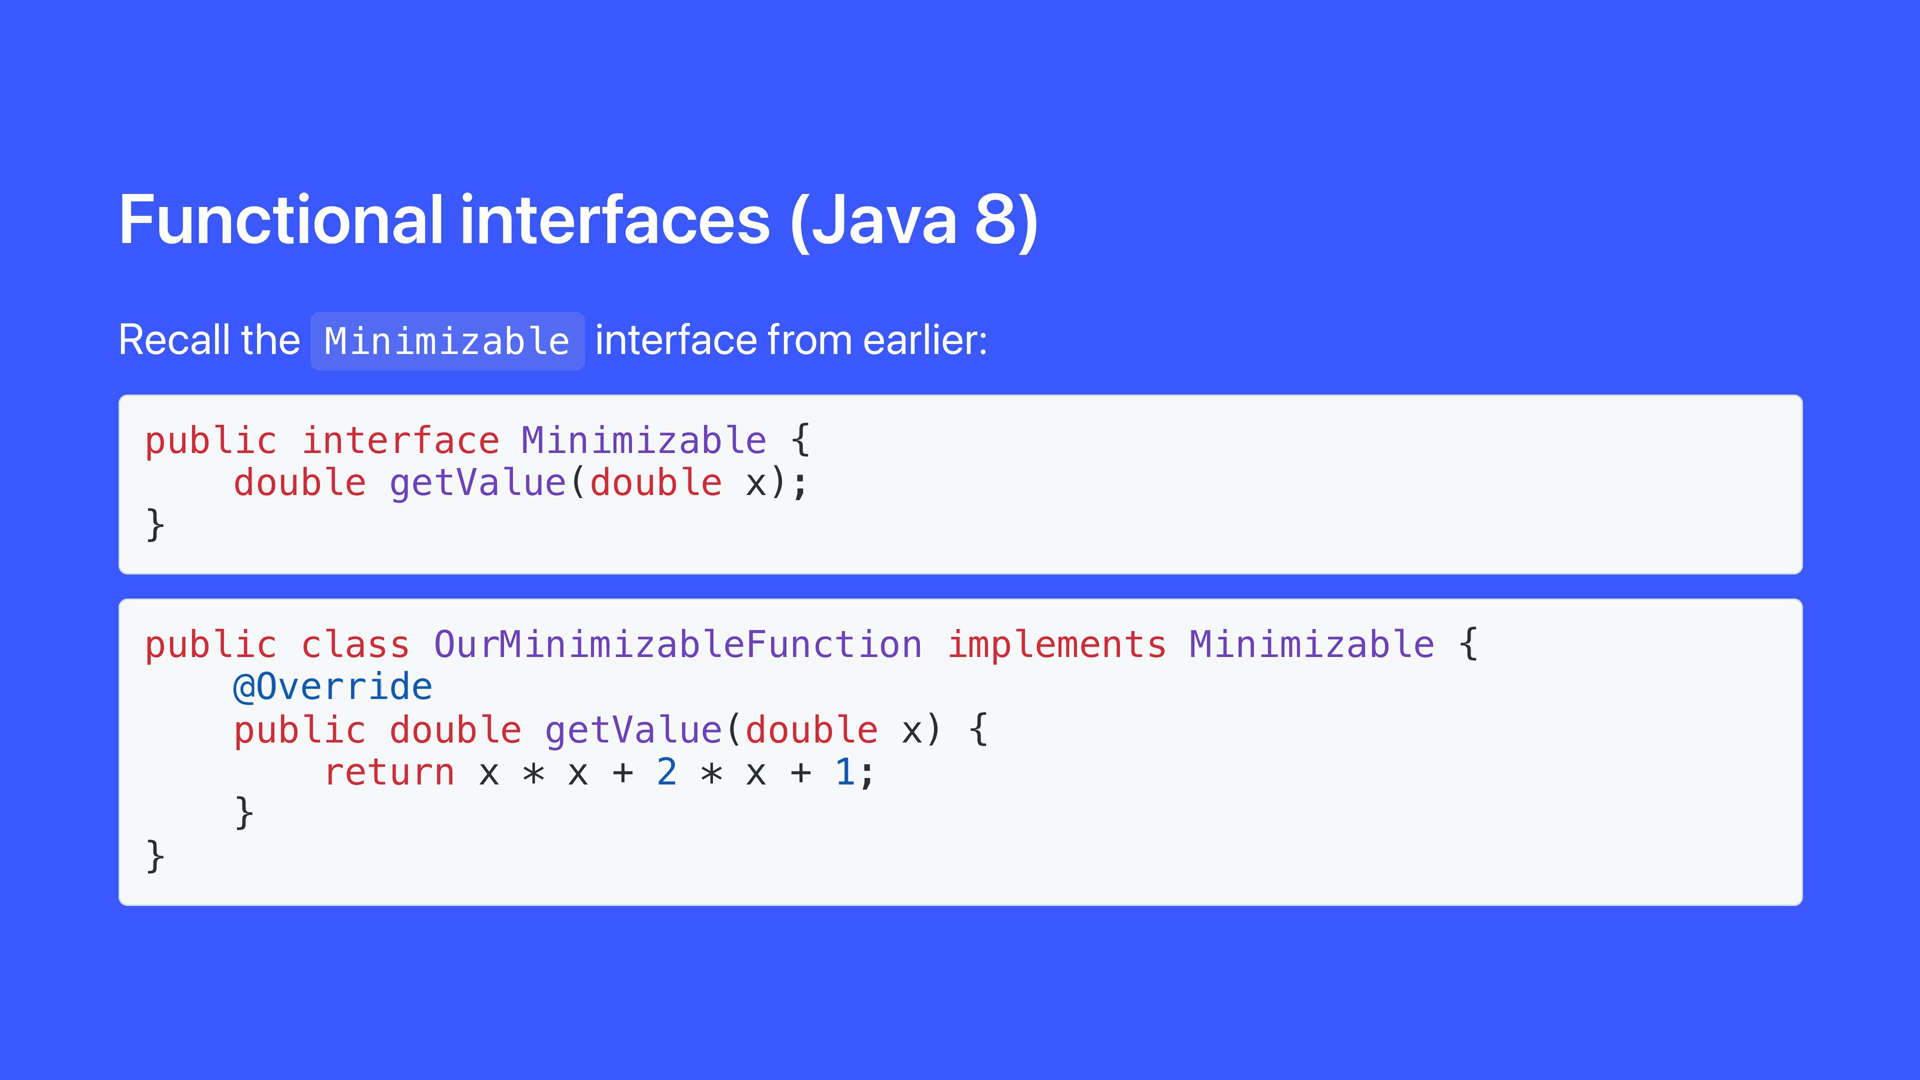 Functional interfaces (Java 8)
Recall the Minimizable interface from earlier:
public interface Minimizable {
    double getValue(double x);
}
public class OurMinimizableFunction implements Minimizable {
    @Override
    public double getValue(double x) {
        return x * x + 2 * x + 1;
    }
}